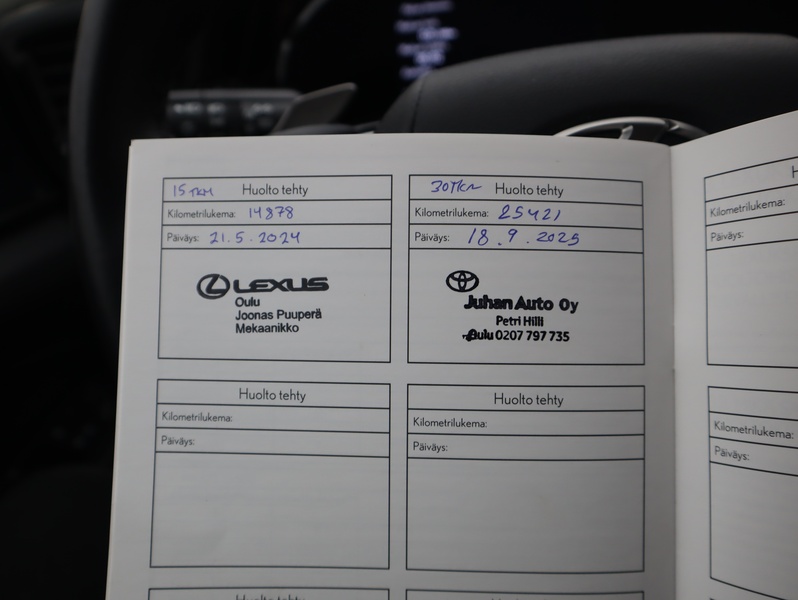 15 TKM Huolto tehty
Kilometrilukema: 14878
Päiväys: 21.5.2024
LEXUS
Oulu
Joonas Puuperä
Mekaanikko
30TKM Huolto tehty
Kilometrilukema: 25421
Päiväys: 18.9.2025
Juhan Auto Oy
Petri Hilli
Oulu 0207 797 735
Huolto tehty
Kilometrilukema:
Päiväys:
Huolto tehty
Kilometrilukema:
Päiväys:
Kilometrilukema:
Päiväys:
Kilometrilukema:
Päiväys: